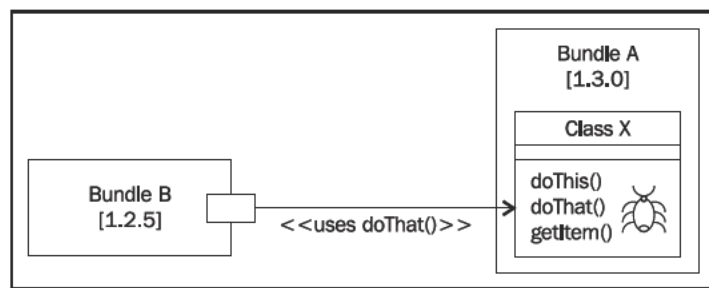 Bundle A
[1.3.0]
Class X
doThis()
doThat()
getItem()
Bundle B
[1.2.5]
<<uses doThat()>>